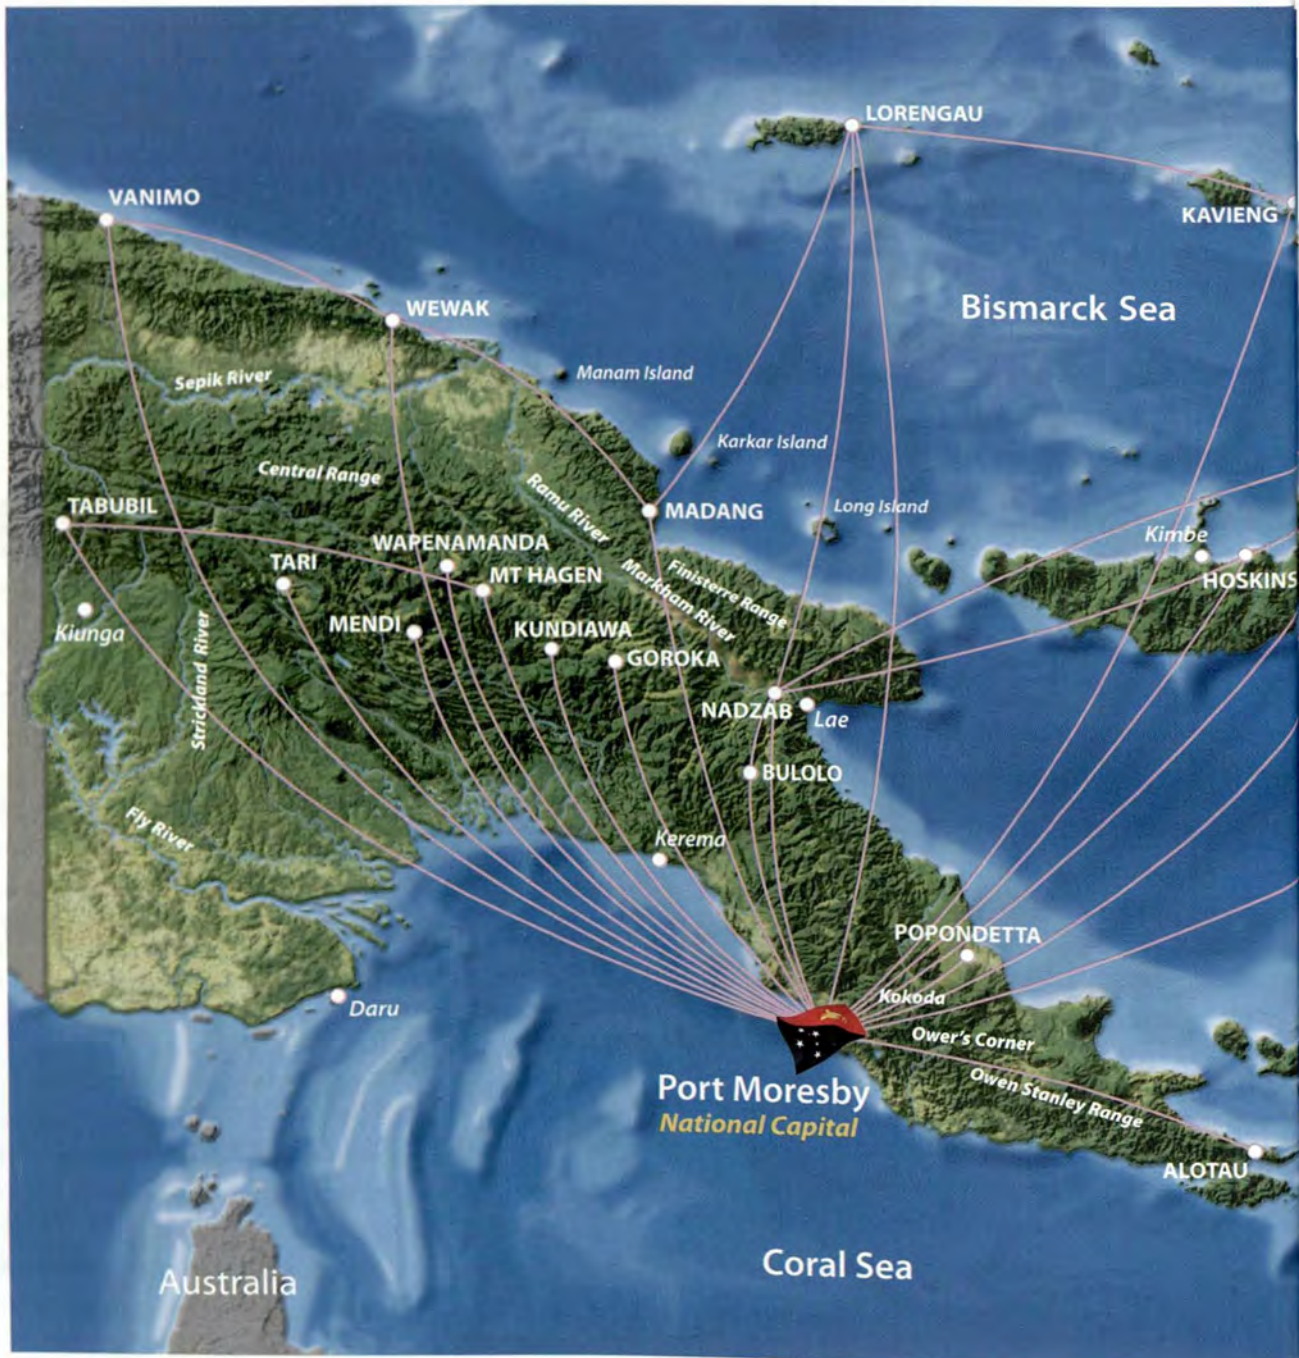 LORENGAU
VANIMO
KAVIENG
WEWAK
Bismarck Sea
Manam Island
Sepik River
Karkar Island
Central Range
Ramu River
TABUBIL
MADANG
Long Island
Kimbe
WAPENAMANDA
TARI
MT HAGEN
Finisterre Range
Markham River
HOSKINS
Kiunga
MENDI
KUNDIAWA
GOROKA
Strickland River
NADZAB
Lae
BULOLO
Fly River
Kerema
POPONDETTA
Kokoda
Daru
Ower's Corner
Owen Stanley Range
Port Moresby
National Capital
ALOTAU
Coral Sea
Australia